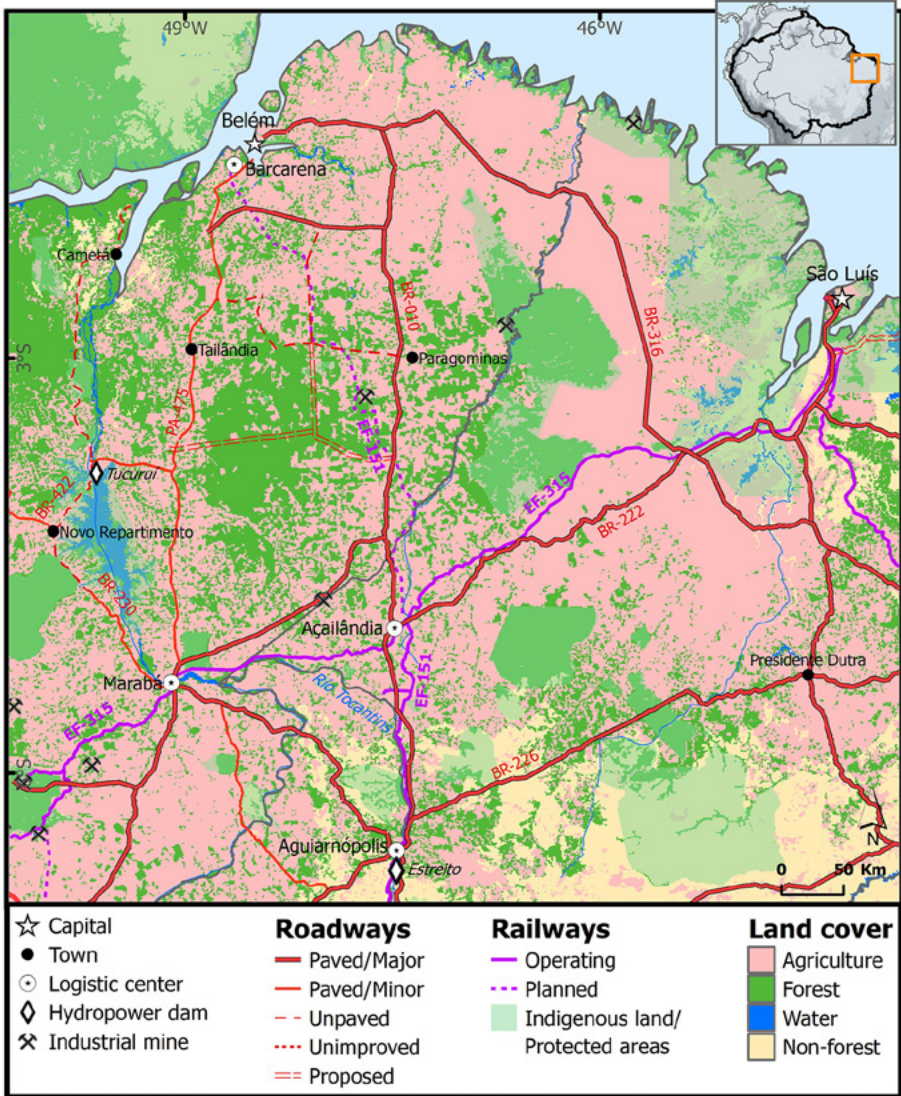 49°W
46°W
Belém
Barcarena
Cametá
São Luís
BR-010
BR-316
3°S
Tailândia
Paragominas
PA-475
EF-151
Tucurui
BR-422
EF-315
BR-222
Novo Repartimento
BR-230
Açailândia
EF-151
Presidente Dutra
Marabá
Rio Tocantins
EF-315
BR-226
Aguiarnópolis
Estreito
N
0 50 Km
Capital
Town
Logistic center
Hydropower dam
Industrial mine
Roadways
Paved/Major
Paved/Minor
Unpaved
Unimproved
Proposed
Railways
Operating
Planned
Indigenous land/
Protected areas
Land cover
Agriculture
Forest
Water
Non-forest